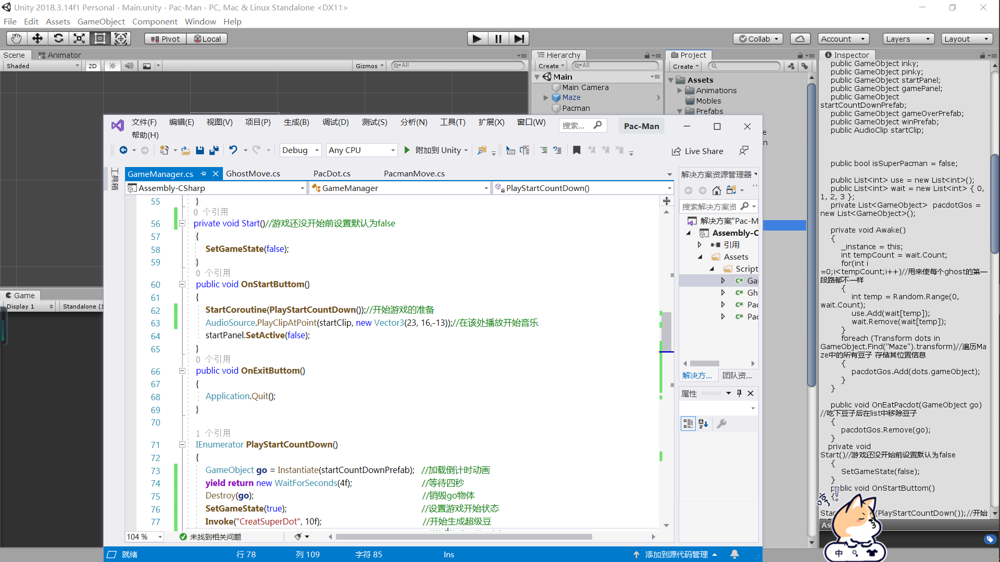 Unity 2018.3.14f1 Personal - Main.unity - Pac-Man - PC, Mac & Linux Standalone <DX11>
File Edit Assets GameObject Component Window Help
Pivot Local
Collab Account Layers Layout
Scene Animator
Shaded 2D Gizmos All
Hierarchy
Create All
Main
Main Camera
Maze
Pacman
Project
Create
Assets
Animations
Mobles
Prefabs
Game
Display 1 Standalone (1
文件(F) 编辑(E) 视图(V) 项目(P) 生成(B) 调试(D) 测试(S) 分析(N) 工具(T) 扩展(X) 窗口(W)
帮助(H)
搜索...
Pac-Man
Debug Any CPU 附加到 Unity Live Share
工具箱
GameManager.cs GhostMove.cs PacDot.cs PacmanMove.cs
Assembly-CSharp GameManager PlayStartCountDown()
55 }
0 个引用
56 private void Start()//游戏还没开始前设置默认为false
57 {
58 SetGameState(false);
59 }
0 个引用
60 public void OnStartButtom()
61 {
62 StartCoroutine(PlayStartCountDown());//开始游戏的准备
63 AudioSource.PlayClipAtPoint(startClip, new Vector3(23, 16,-13));//在该处播放开始音乐
64 startPanel.SetActive(false);
65 }
0 个引用
66 public void OnExitButtom()
67 {
68 Application.Quit();
69 }
70
1 个引用
71 IEnumerator PlayStartCountDown()
72 {
73 GameObject go = Instantiate(startCountDownPrefab); //加载倒计时动画
74 yield return new WaitForSeconds(4f); //等待四秒
75 Destroy(go); //销毁go物体
76 SetGameState(true); //设置游戏开始状态
77 Invoke("CreatSuperDot", 10f); //开始生成超级豆
104 % 未找到相关问题
就绪 行 78 列 109 字符 85 Ins 添加到源代码管理
解决方案资源管理器
搜索解决方案资
解决方案"Pac-M
Assembly-C
引用
Assets
Script
Gar
Gh
Pac
Pac
解决方... 团队资...
属性
Inspector
public GameObject inky;
public GameObject pinky;
public GameObject startPanel;
public GameObject gamePanel;
public GameObject
startCountDownPrefab;
public GameObject gameOverPrefab;
public GameObject winPrefab;
public AudioClip startClip;
public bool isSuperPacman = false;
public List<int> use = new List<int>();
public List<int> wait = new List<int> { 0,
1, 2, 3 };
private List<GameObject> pacdotGos =
new List<GameObject>();
private void Awake()
{
_instance = this;
int tempCount = wait.Count;
for(int i
=0;i<tempCount;i++)//用来使每个ghost的第一
段路都不一样
{
int temp = Random.Range(0,
wait.Count);
use.Add(wait[temp]);
wait.Remove(wait[temp]);
}
foreach (Transform dots in
GameObject.Find("Maze").transform)//遍历Ma
ze中的所有豆子 存储其位置信息
{
pacdotGos.Add(dots.gameObject);
}
}
public void OnEatPacdot(GameObject go)
//吃下豆子后在list中移除豆子
{
pacdotGos.Remove(go);
}
private void
Start()//游戏还没开始前设置默认为false
{
SetGameState(false);
}
public void OnStartButtom()
{
(PlayStartCountDown());//开始
As
中